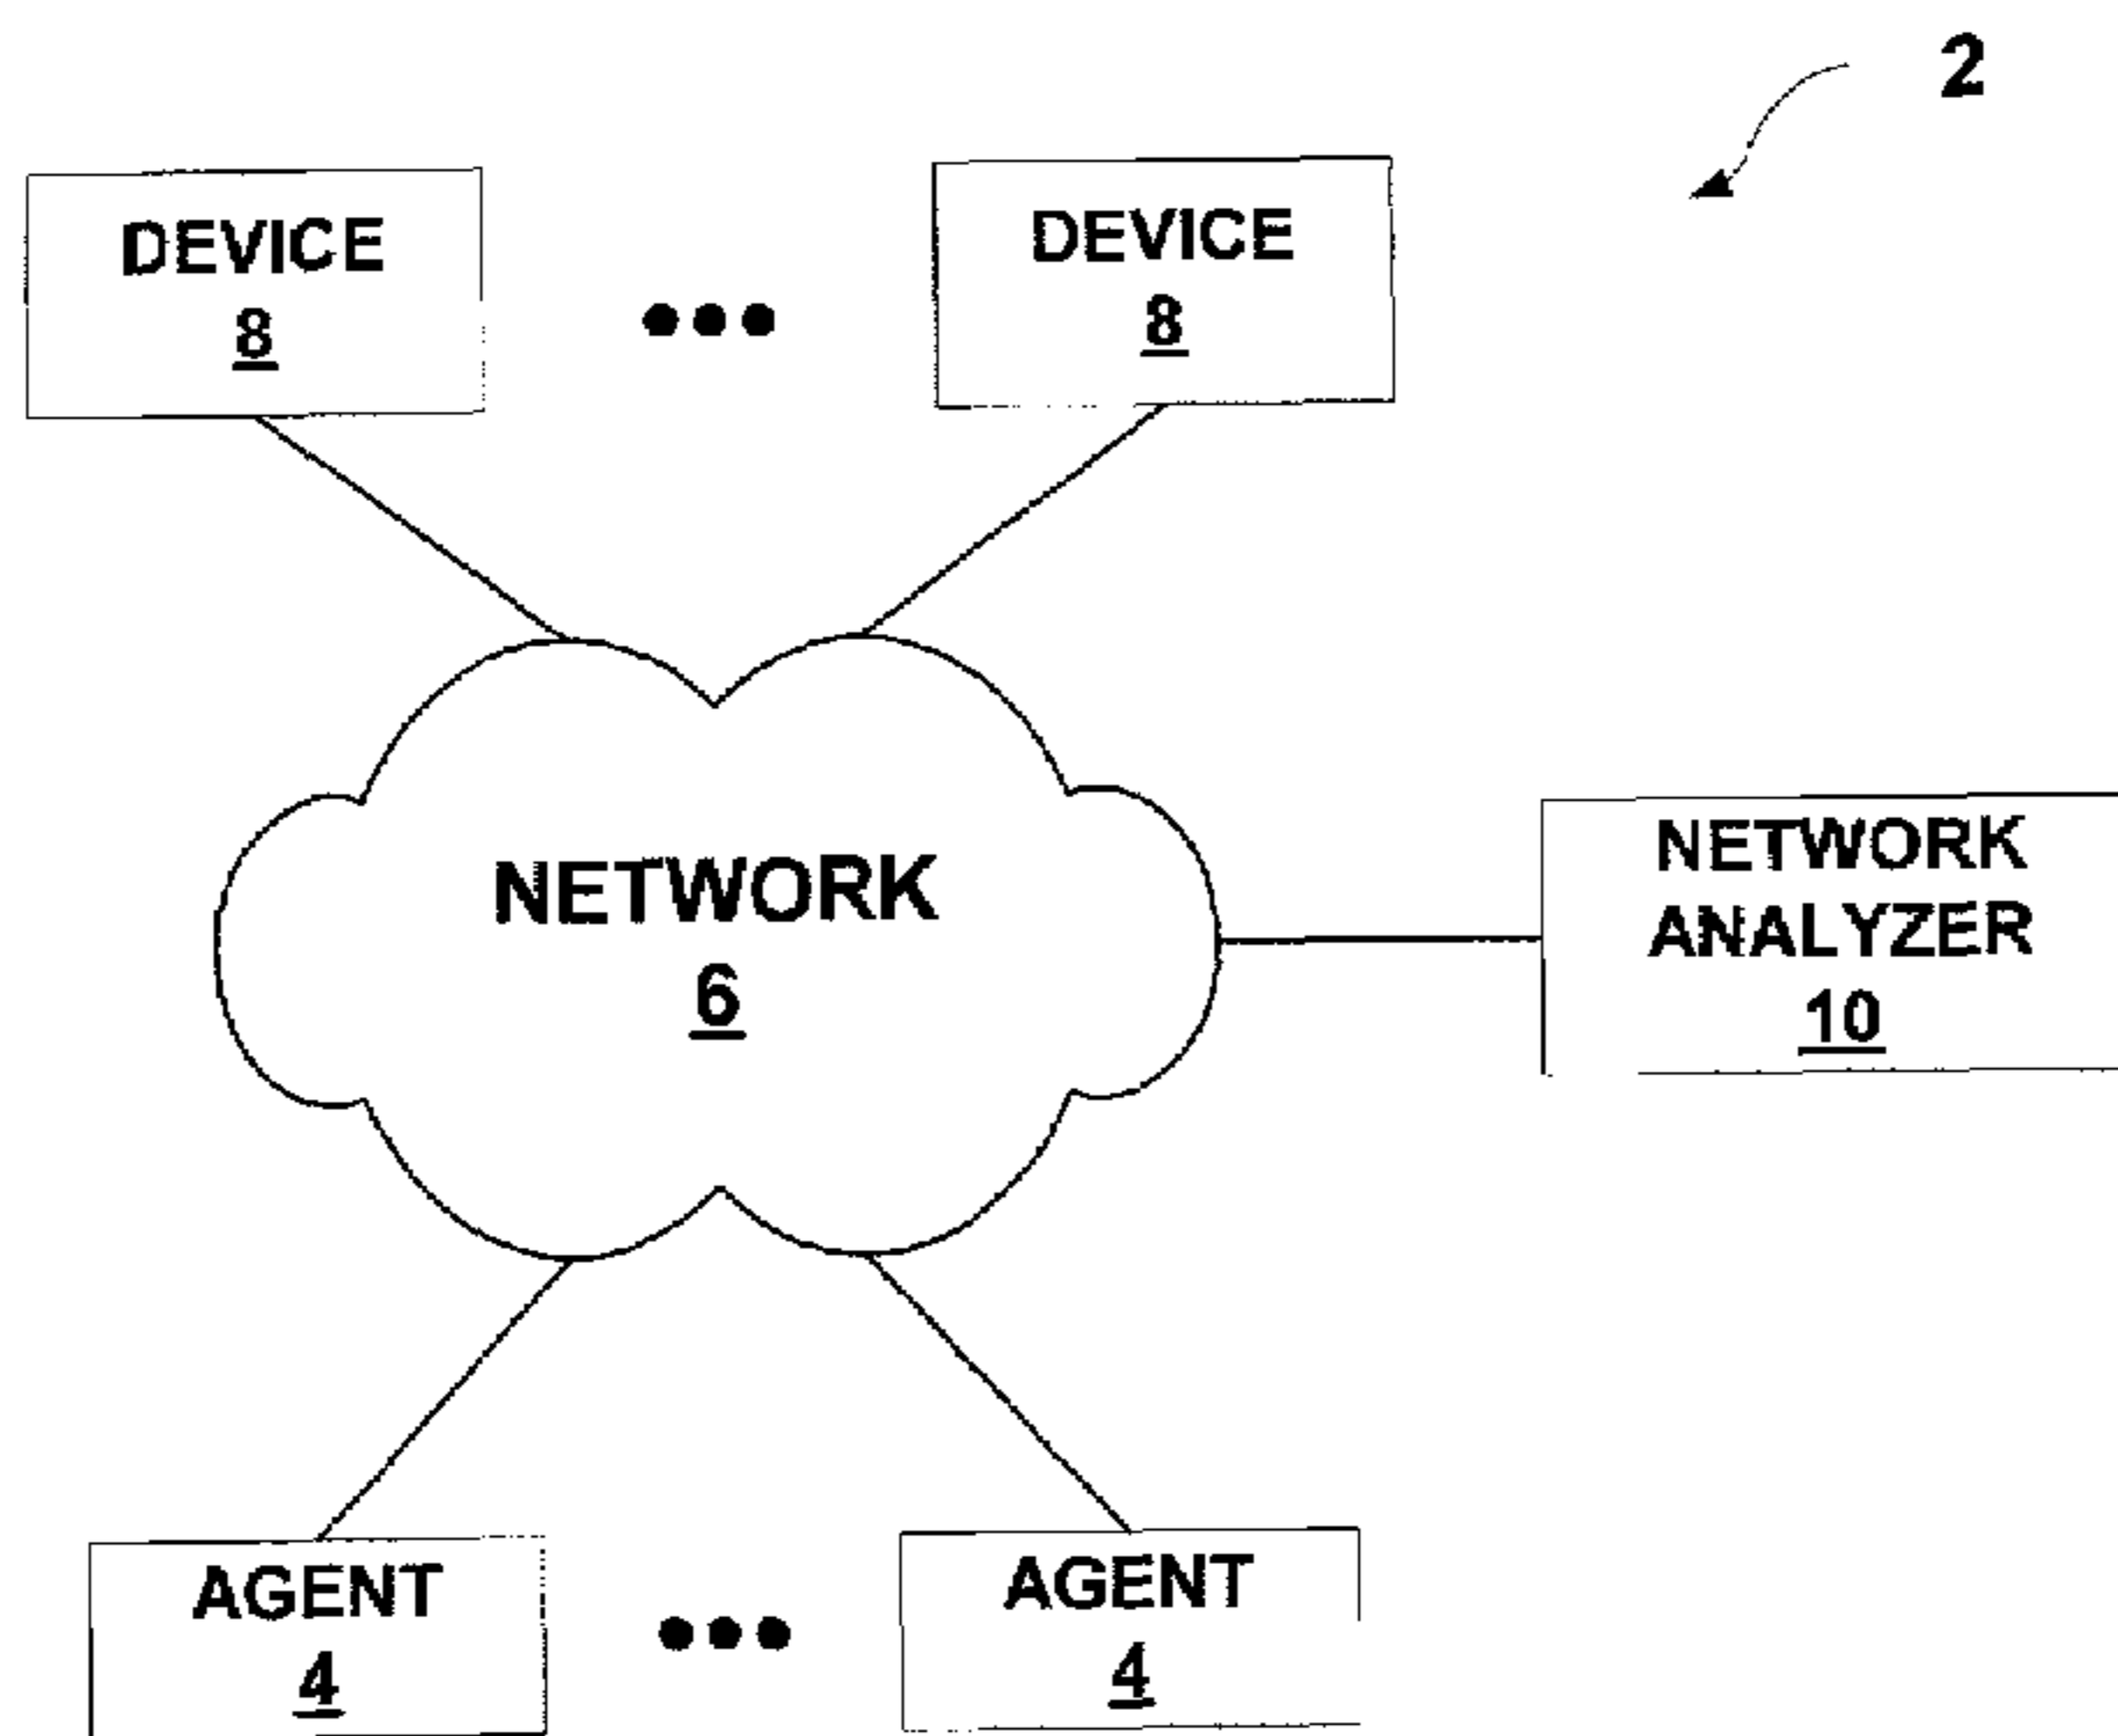 2
DEVICE
8
DEVICE
8
NETWORK
6
NETWORK
ANALYZER
10
AGENT
4
AGENT
4